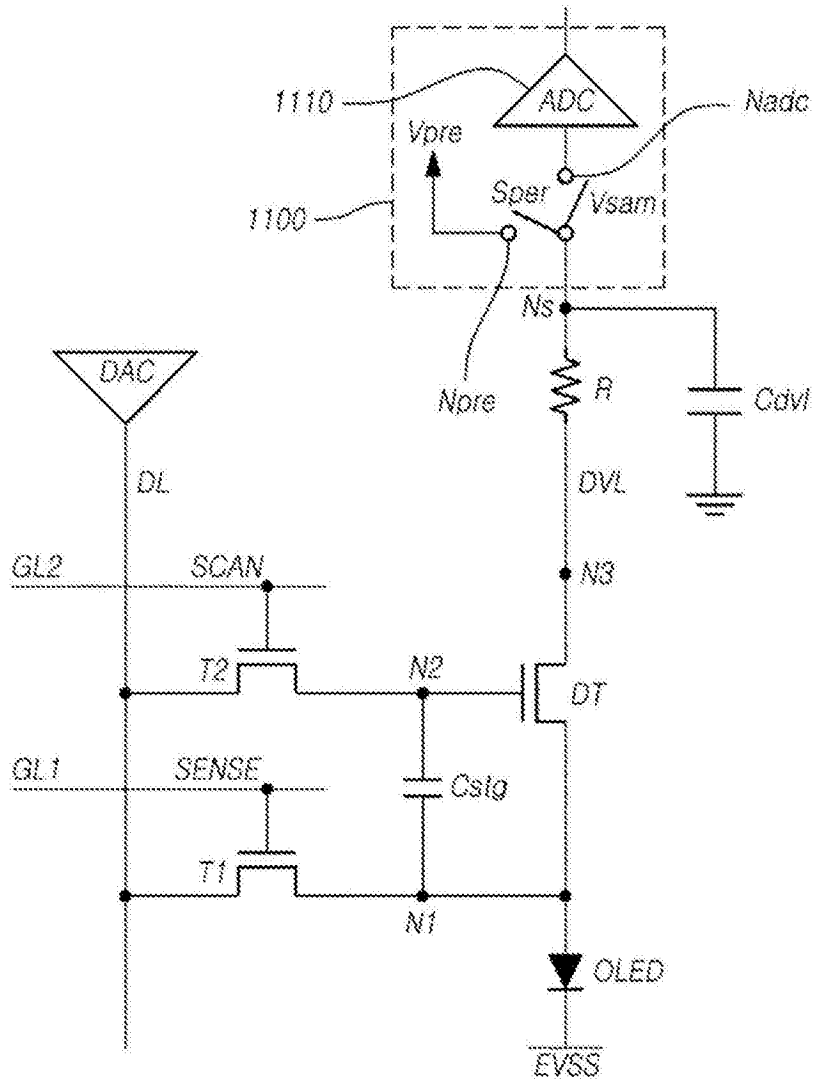 1110
ADC
Nadc
Vpre
Sper
Vsam
1100
Ns
DAC
Npre
R
Cdvl
DL
DVL
GL2
SCAN
N3
T2
N2
DT
GL1
SENSE
Cstg
T1
N1
OLED
EVSS